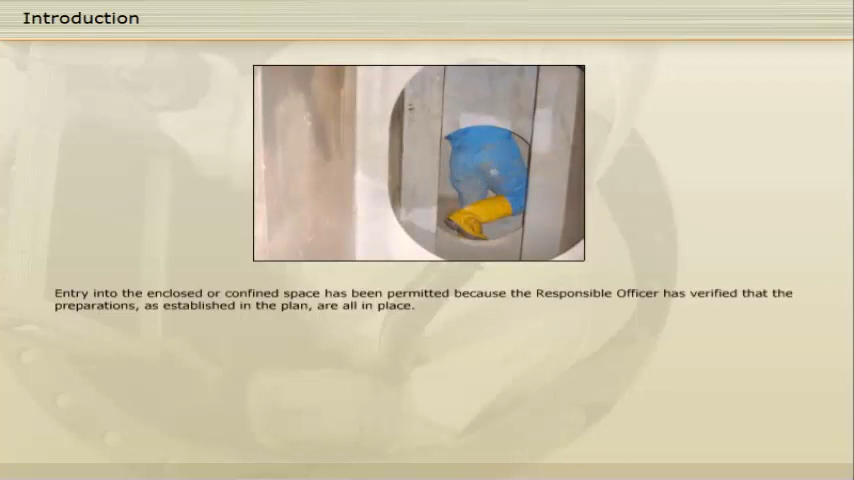 Introduction
Entry into the enclosed or confined space has been permitted because the Responsible Officer has verified that the
preparations, as established in the plan, are all in place.